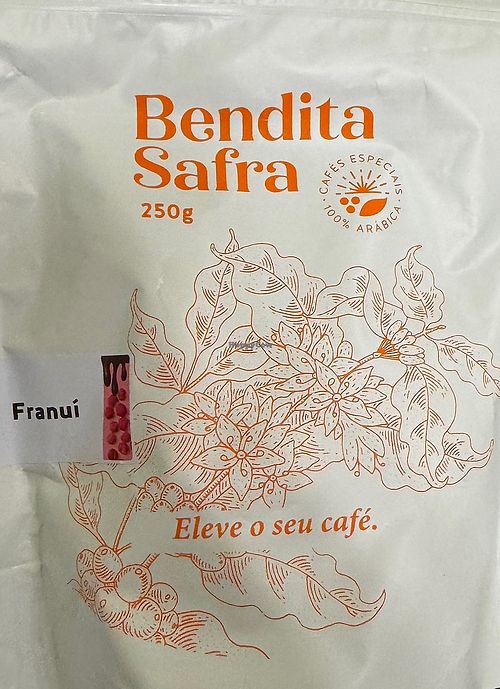 Bendita
Safra
250g
CAFÉS ESPECIAIS
100% ARÁBICA
Franuí
Eleve o seu café.